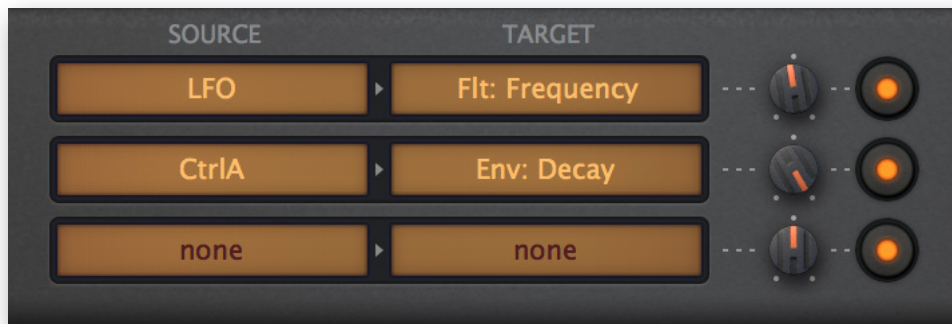 SOURCE TARGET
LFO Flt: Frequency
CtrlA Env: Decay
none none